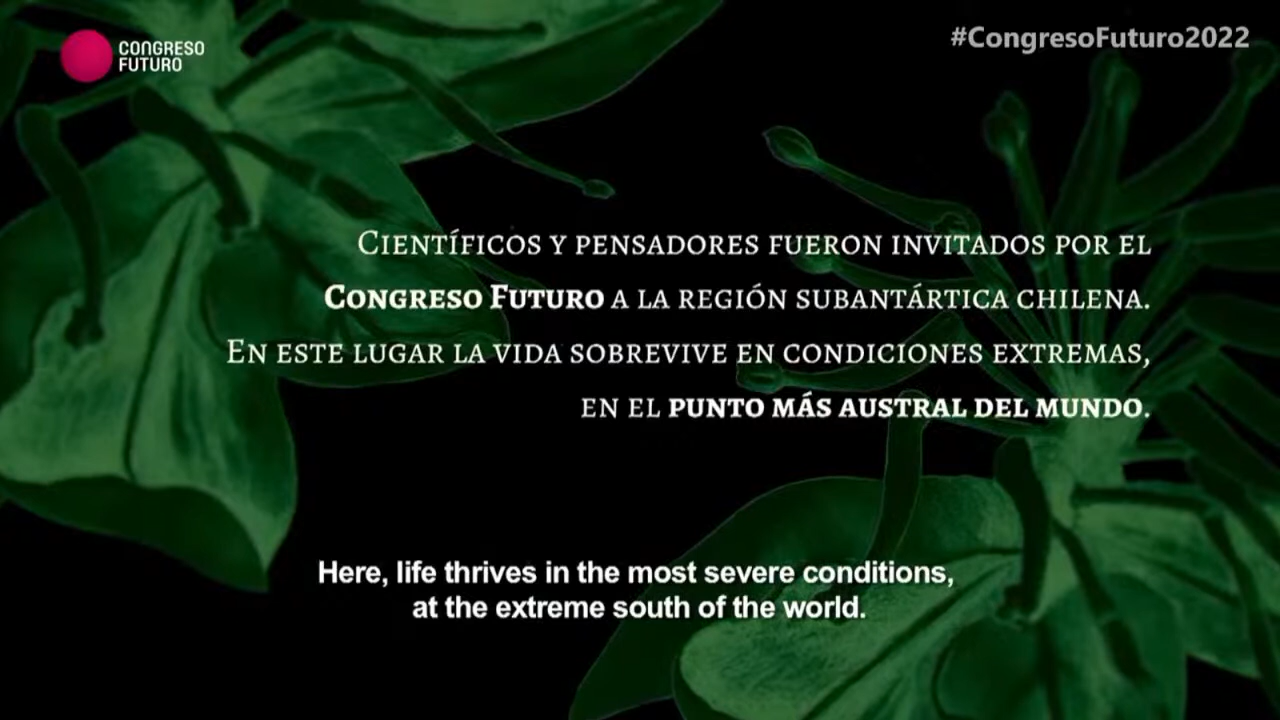 CONGRESO
FUTURO
#CongresoFuturo2022
Científicos y pensadores fueron invitados por el
Congreso Futuro a la región subantártica chilena.
En este lugar la vida sobrevive en condiciones extremas,
en el punto más austral del mundo.
Here, life thrives in the most severe conditions,
at the extreme south of the world.